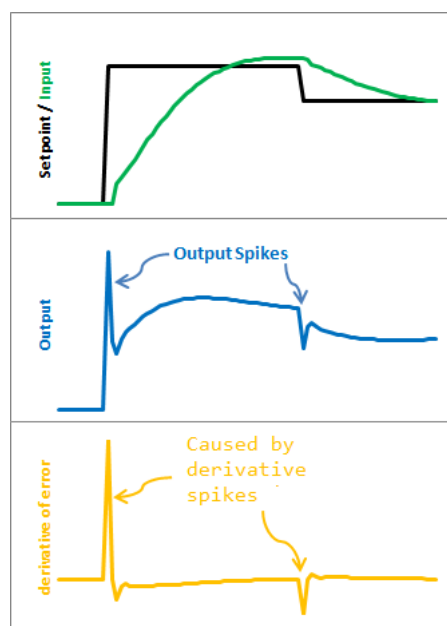 Setpoint / Input
Output Spikes
Output
Caused by
derivative
spikes
derivative of error